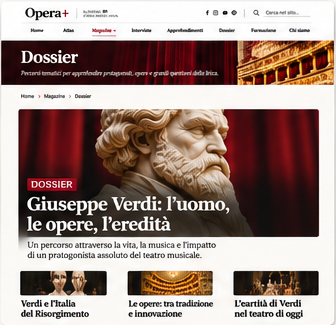 Opera+
Cerca nel sito...
Home Atlas Magazine Interviste Approfondimenti Dossier Formazione Chi siamo
Dossier
Percorsi tematici per approfondire protagonisti, opere e grandi questioni della lirica.
Home > Magazine > Dossier
DOSSIER
Giuseppe Verdi: l’uomo,
le opere, l’eredità
Un percorso attraverso la vita, la musica e l’impatto
di un protagonista assoluto del teatro musicale.
Verdi e l’Italia
del Risorgimento
Le opere: tra tradizione
e innovazione
L’eartità di Verdi
nel teatro di oggi